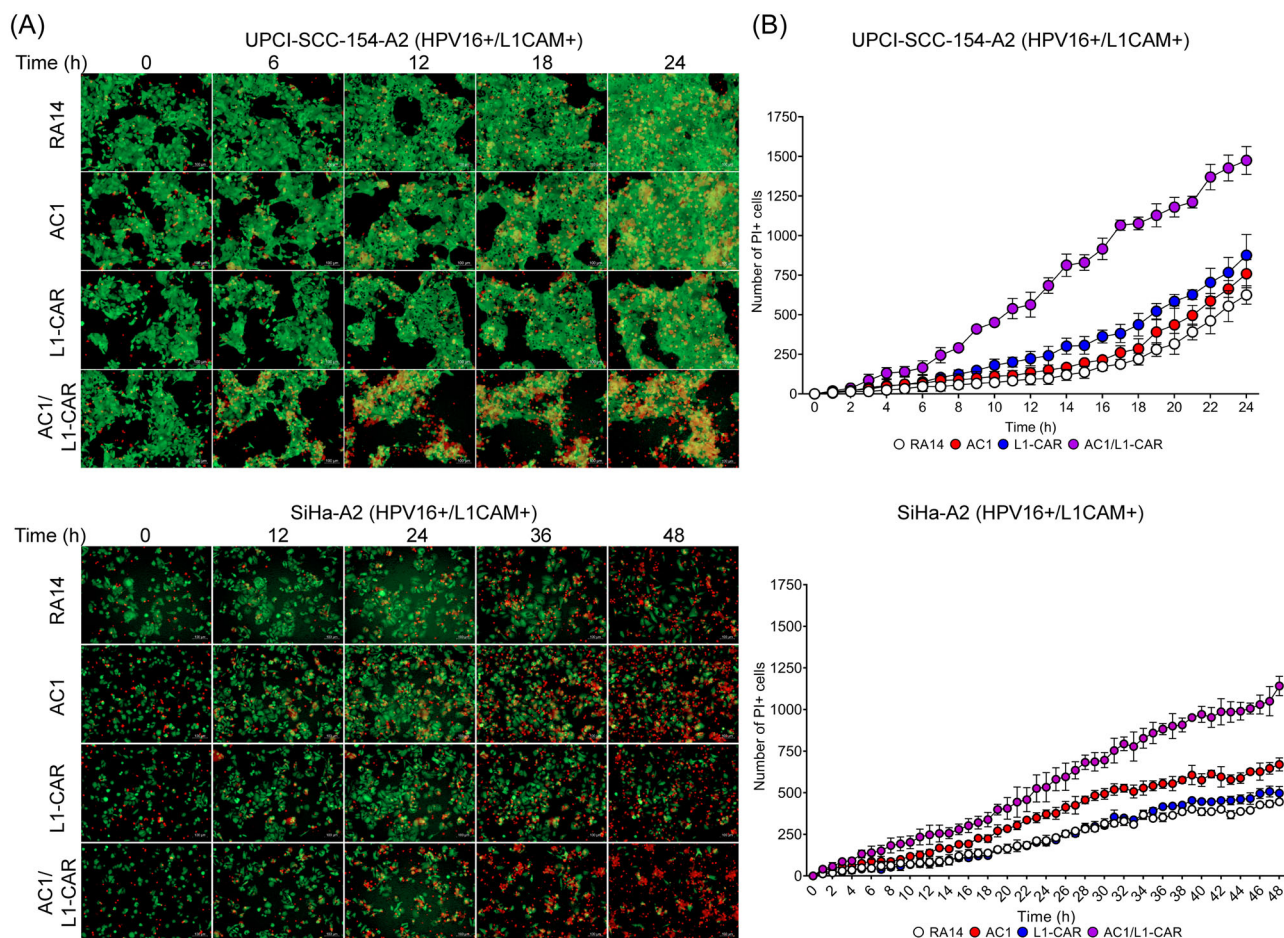 (A)
UPCI-SCC-154-A2 (HPV16+/L1CAM+)
Time (h) 0 6 12 18 24
RA14
AC1
L1-CAR
AC1/
L1-CAR
SiHa-A2 (HPV16+/L1CAM+)
Time (h) 0 12 24 36 48
RA14
AC1
L1-CAR
AC1/
L1-CAR
(B)
UPCI-SCC-154-A2 (HPV16+/L1CAM+)
Number of PI+ cells
1750
1500
1250
1000
750
500
250
0
0 2 4 6 8 10 12 14 16 18 20 22 24
Time (h)
RA14 AC1 L1-CAR AC1/L1-CAR
SiHa-A2 (HPV16+/L1CAM+)
Number of PI+ cells
1750
1500
1250
1000
750
500
250
0
0 2 4 6 8 10 12 14 16 18 20 22 24 26 28 30 32 34 36 38 40 42 44 46 48
Time (h)
RA14 AC1 L1-CAR AC1/L1-CAR